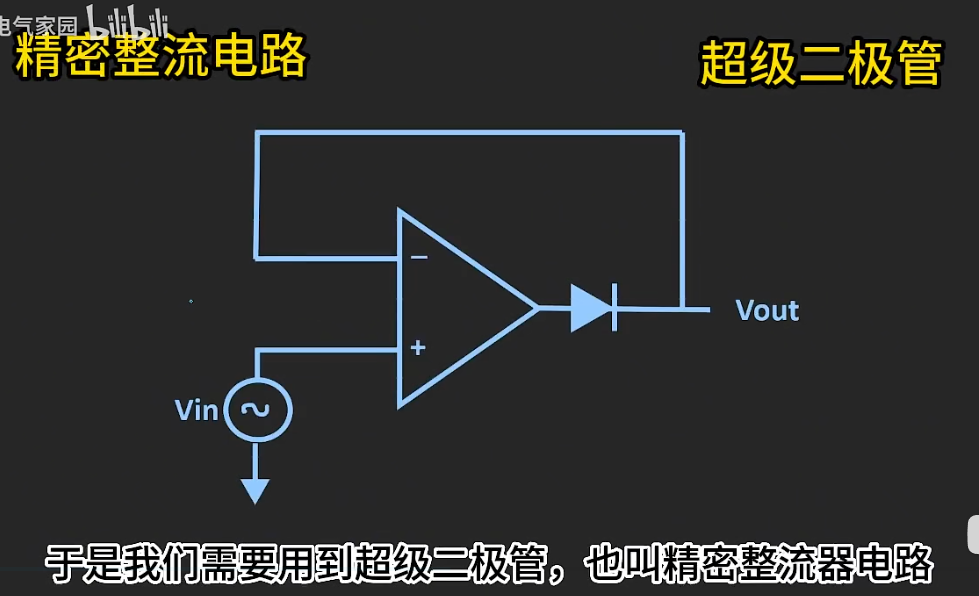 电气家园 bilibili
精密整流电路
超级二极管
−
Vout
+
Vin
于是我们需要用到超级二极管，也叫精密整流器电路